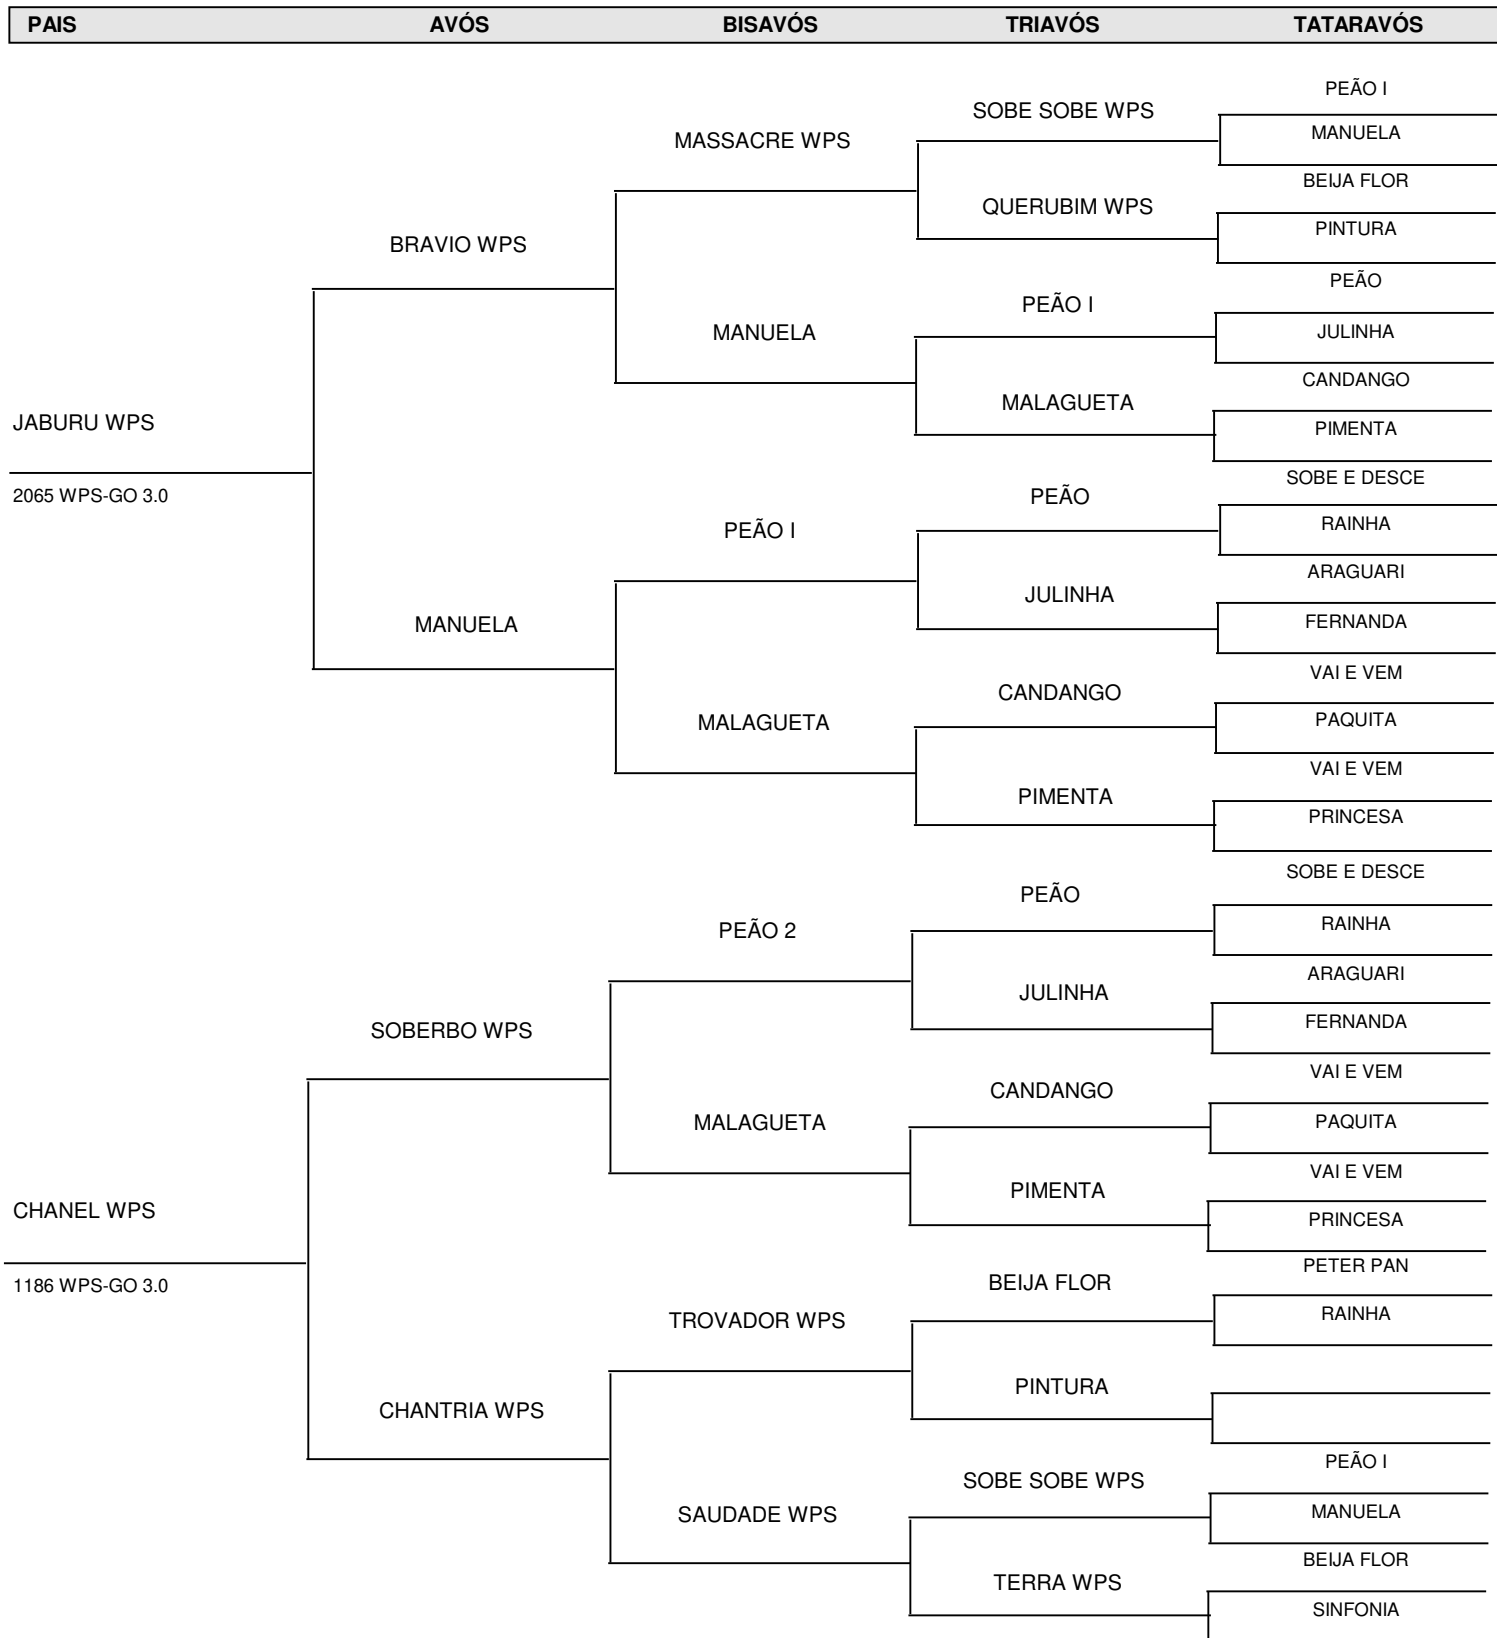 PAIS AVÓS BISAVÓS TRIAVÓS TATARAVÓS
PEÃO I
SOBE SOBE WPS
MANUELA
MASSACRE WPS
BEIJA FLOR
QUERUBIM WPS
PINTURA
BRAVIO WPS
PEÃO
PEÃO I
JULINHA
MANUELA
CANDANGO
MALAGUETA
JABURU WPS
PIMENTA
SOBE E DESCE
2065 WPS-GO 3.0
PEÃO
RAINHA
PEÃO I
ARAGUARI
JULINHA
FERNANDA
MANUELA
VAI E VEM
CANDANGO
PAQUITA
MALAGUETA
VAI E VEM
PIMENTA
PRINCESA
SOBE E DESCE
PEÃO
RAINHA
PEÃO 2
ARAGUARI
JULINHA
FERNANDA
SOBERBO WPS
VAI E VEM
CANDANGO
PAQUITA
MALAGUETA
VAI E VEM
PIMENTA
CHANEL WPS
PRINCESA
PETER PAN
BEIJA FLOR
1186 WPS-GO 3.0
RAINHA
TROVADOR WPS
PINTURA
CHANTRIA WPS
PEÃO I
SOBE SOBE WPS
MANUELA
SAUDADE WPS
BEIJA FLOR
TERRA WPS
SINFONIA